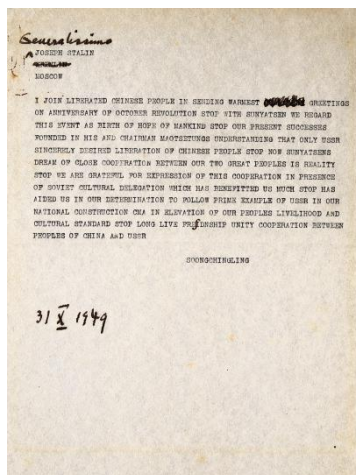 Generalissimo
JOSEPH STALIN
MOSCOW
I JOIN LIBERATED CHINESE PEOPLE IN SENDING WARMEST GREETINGS
ON ANNIVERSARY OF OCTOBER REVOLUTION STOP WITH SUNYATSEN WE REGARD
THIS EVENT AS BIRTH OF HOPE OF MANKIND STOP OUR PRESENT SUCCESSES
FOUNDED IN HIS AND CHAIRMAN MAOTSETUNGS UNDERSTANDING THAT ONLY USSR
SINCERELY DESIRED LIBERATION OF CHINESE PEOPLE STOP NOW SUNYATSENS
DREAM OF CLOSE COOPERATION BETWEEN OUR TWO GREAT PEOPLES IS REALITY
STOP WE ARE GRATEFUL FOR EXPRESSION OF THIS COOPERATION IN PRESENCE
OF SOVIET CULTURAL DELEGATION WHICH HAS BENEFITTED US MUCH STOP HAS
AIDED US IN OUR DETERMINATION TO FOLLOW PRIME EXAMPLE OF USSR IN OUR
NATIONAL CONSTRUCTION CMA IN ELEVATION OF OUR PEOPLES LIVELIHOOD AND
CULTURAL STANDARD STOP LONG LIVE UNITY COOPERATION BETWEEN
PEOPLES OF CHINA AND USSR
SOONGCHINGLING
31 X 1949